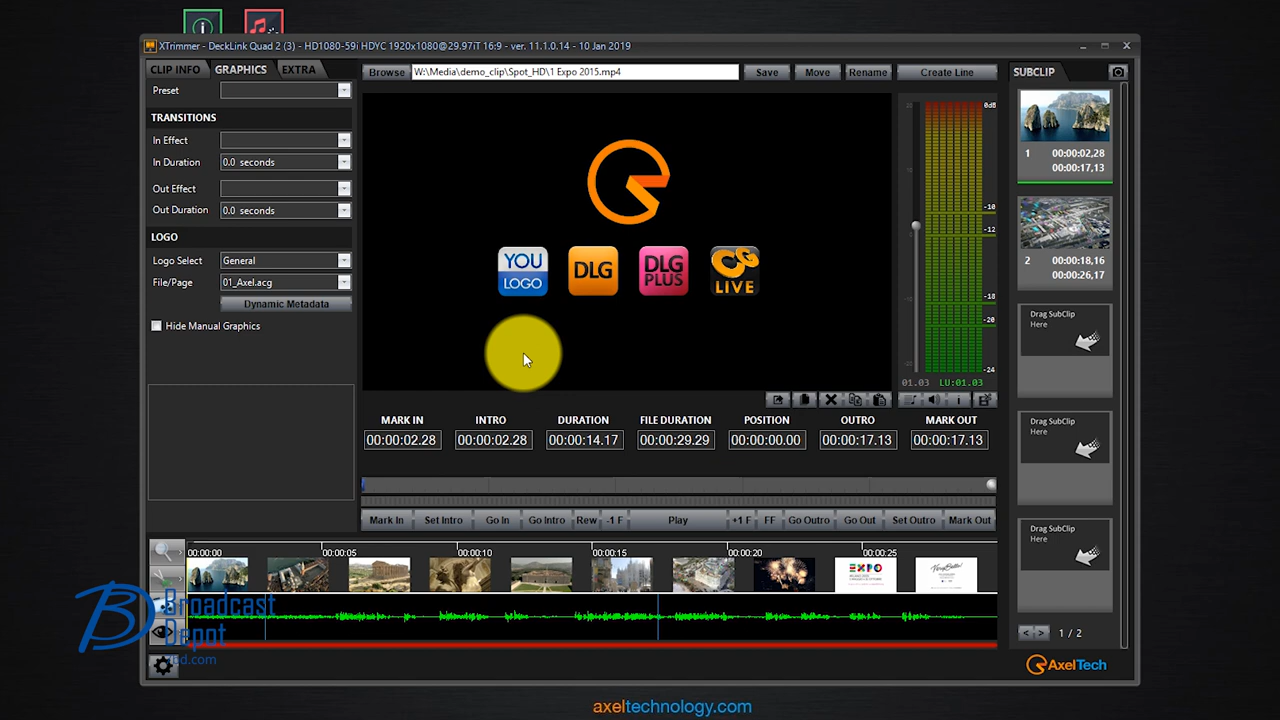 XTrimmer - DeckLink Quad 2 (3) - HD1080-59i HDYC 1920x1080@29.97iT 16:9 - ver. 11.1.0.14 - 10 Jan 2019
CLIP INFO GRAPHICS EXTRA
Browse W:\Media\demo_clip\Spot_HD\1 Expo 2015.mp4 Save Move Rename Create Line
SUBCLIP
Preset
TRANSITIONS
In Effect
In Duration 0.0 seconds
Out Effect
Out Duration 0.0 seconds
LOGO
Logo Select General
File/Page 01_Axel.acg
Dynamic Metadata
Hide Manual Graphics
YOU LOGO
DLG
DLG PLUS
CG LIVE
0dB
-10
-12
-18
-20
-24
01.03 LU:01.03
1 00:00:02,28
00:00:17,13
2 00:00:18,16
00:00:26,17
Drag SubClip
Here
Drag SubClip
Here
Drag SubClip
Here
< > 1 / 2
MARK IN INTRO DURATION FILE DURATION POSITION OUTRO MARK OUT
00:00:02.28 00:00:02.28 00:00:14.17 00:00:29.29 00:00:00.00 00:00:17.13 00:00:17.13
Mark In Set Intro Go In Go Intro Rew -1 F Play +1 F FF Go Outro Go Out Set Outro Mark Out
00:00:00 00:00:05 00:00:10 00:00:15 00:00:20 00:00:25
EXPO
Broadcast
Depot
AxelTech
axeltechnology.com